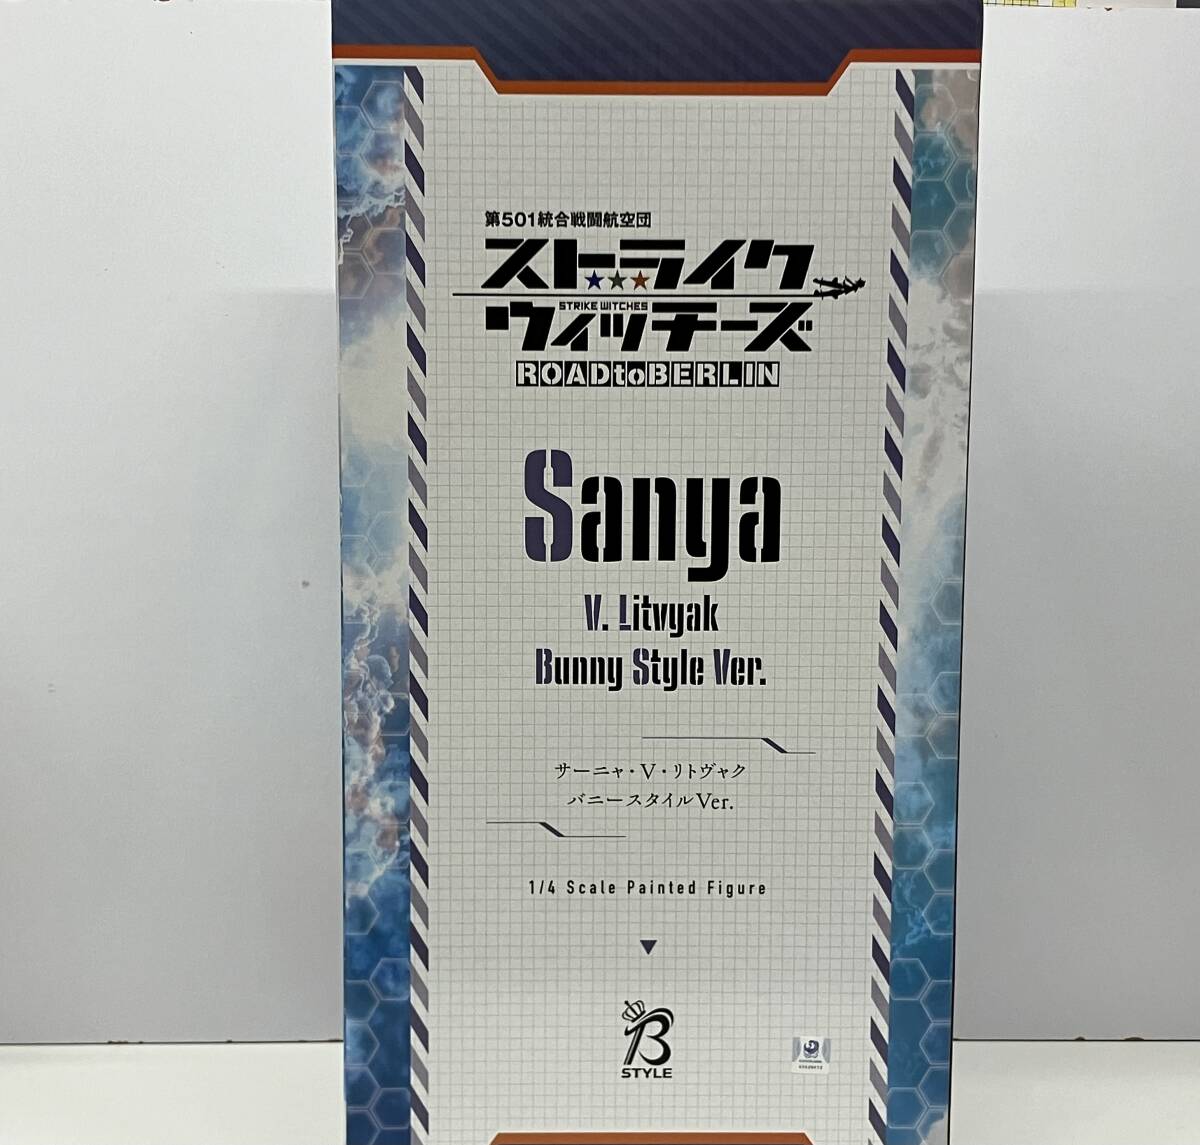 第501統合戦闘航空団
ストライク
STRIKE WITCHES
ウィッチーズ
ROADtoBERLIN
Sanya
V. Litvyak
Bunny Style Ver.
サーニャ・V・リトヴャク
バニースタイルVer.
1/4 Scale Painted Figure
B
STYLE